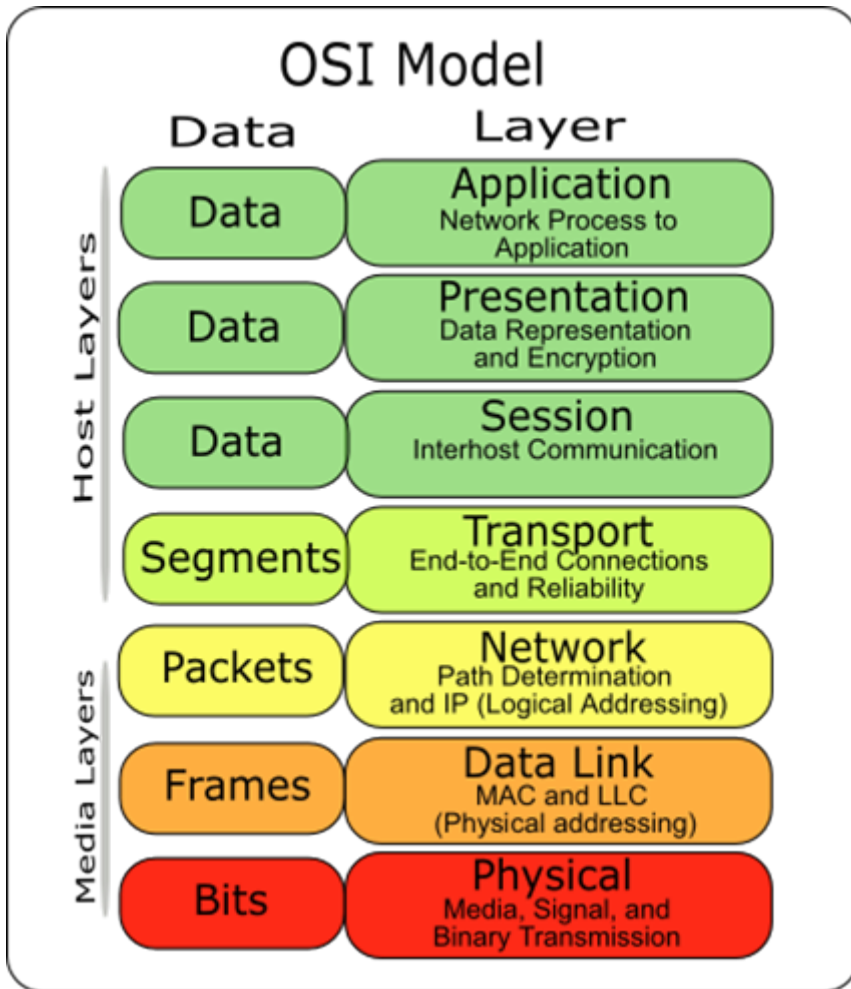 OSI Model
Data Layer
Host Layers
Data
Application
Network Process to
Application
Data
Presentation
Data Representation
and Encryption
Data
Session
Interhost Communication
Segments
Transport
End-to-End Connections
and Reliability
Media Layers
Packets
Network
Path Determination
and IP (Logical Addressing)
Frames
Data Link
MAC and LLC
(Physical addressing)
Bits
Physical
Media, Signal, and
Binary Transmission